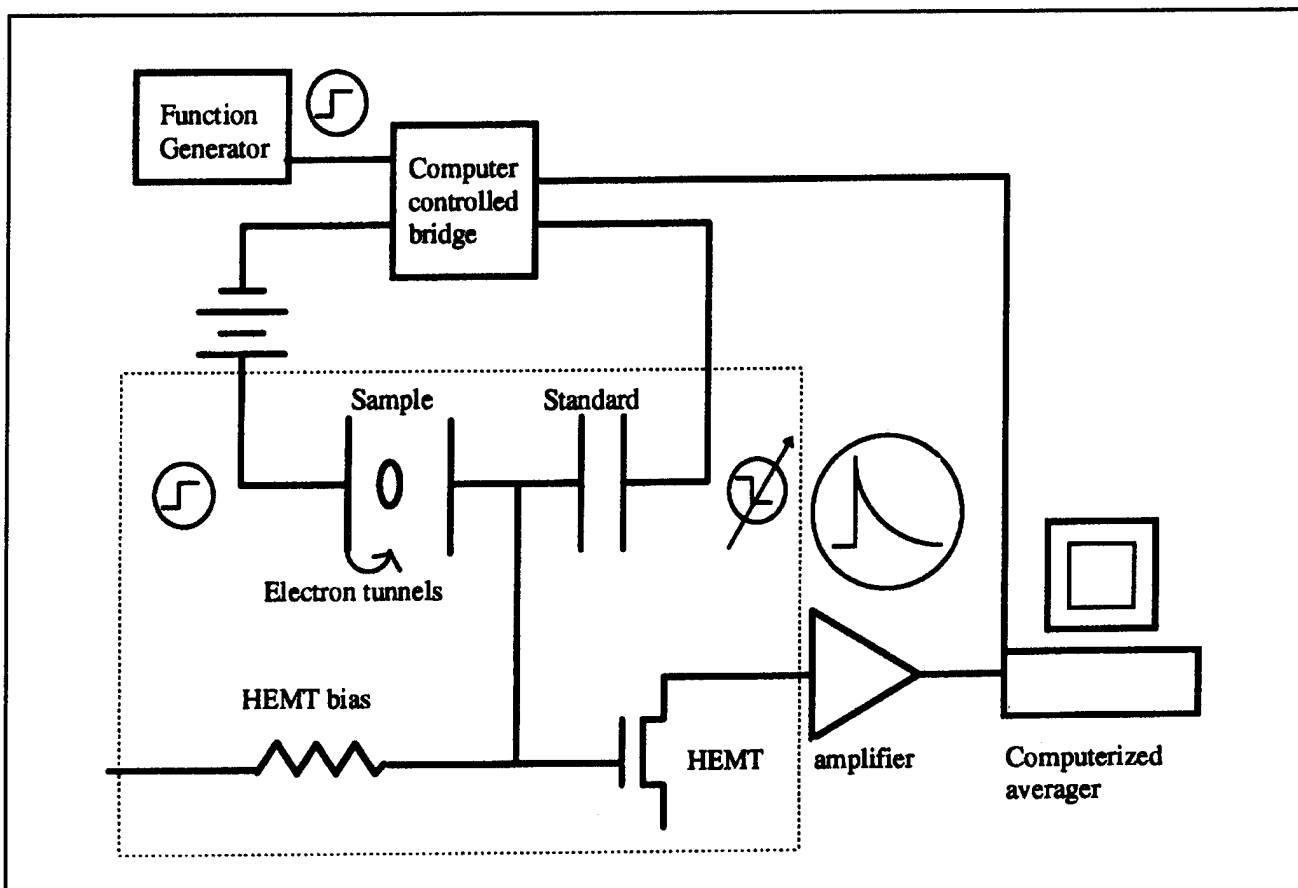 Function
Generator
Computer
controlled
bridge
Sample
Standard
Electron tunnels
HEMT bias
HEMT
amplifier
Computerized
averager